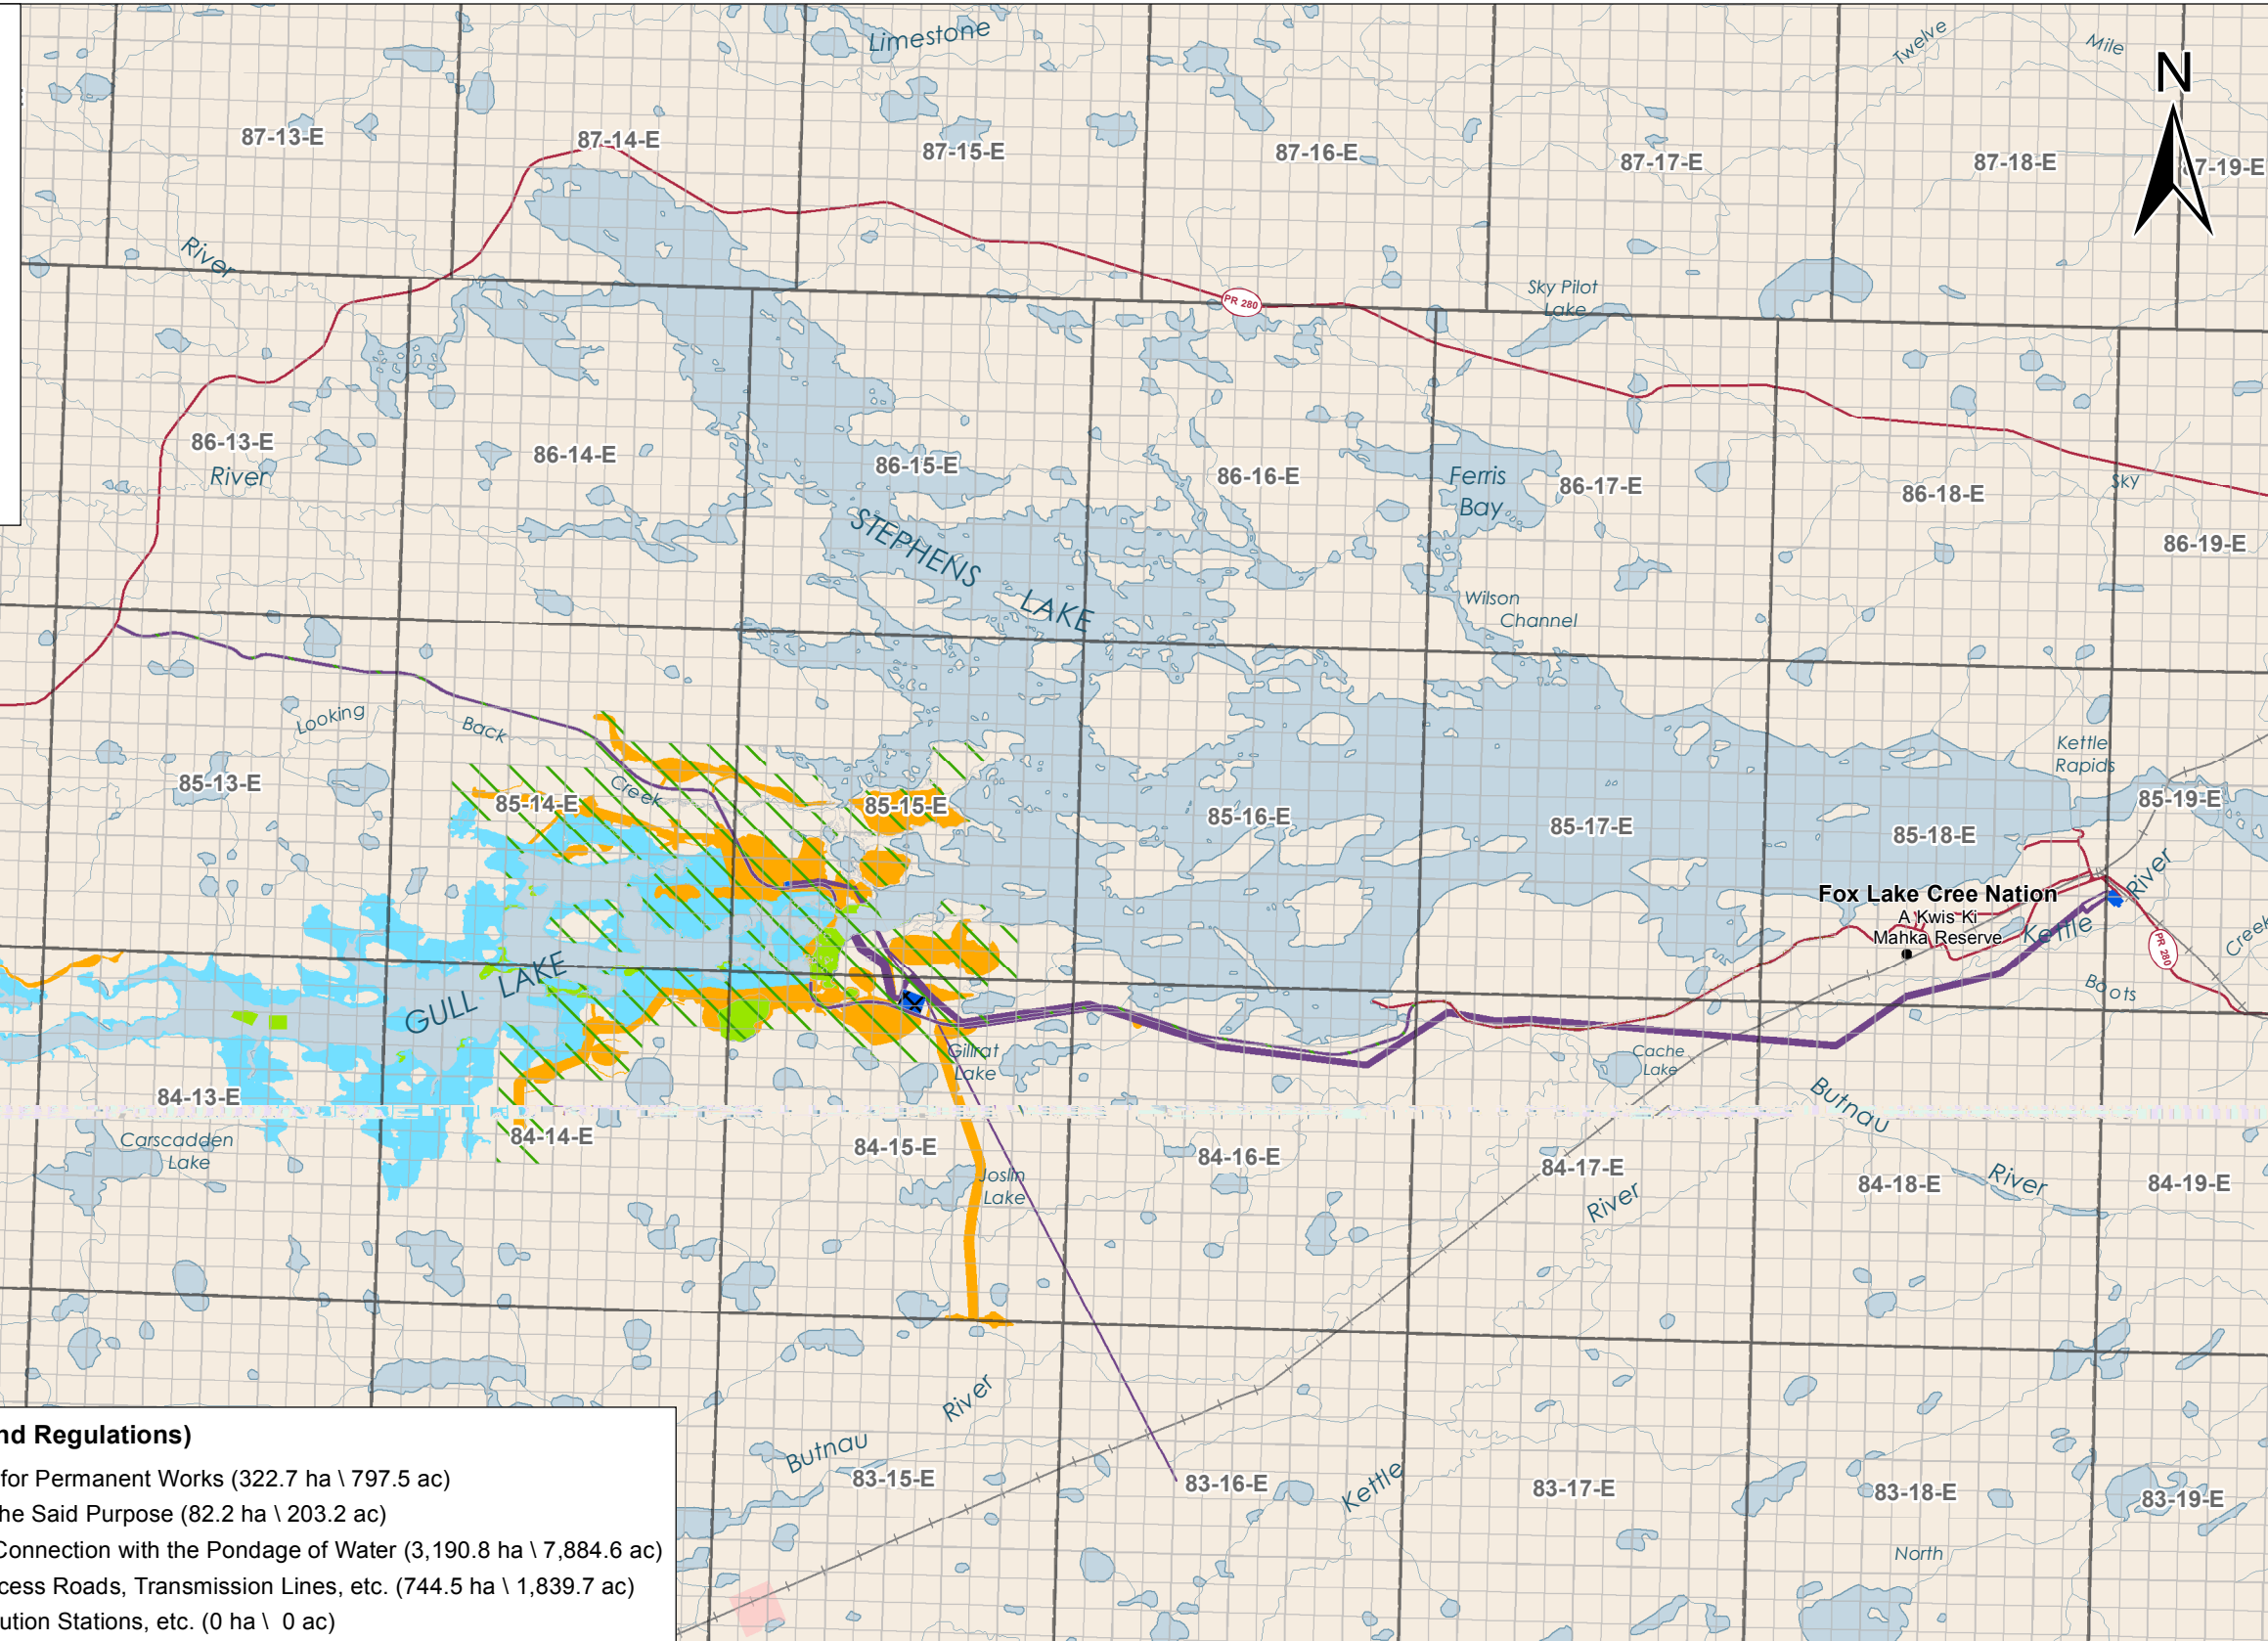 Limestone
Twelve
Mile
N
87-13-E
87-14-E
87-15-E
87-16-E
87-17-E
87-18-E
7-19-E
River
Sky Pilot
Lake
PR 280
86-13-E
River
86-14-E
86-15-E
86-16-E
Ferris
Bay
86-17-E
86-18-E
Sky
86-19-E
STEPHENS
LAKE
Wilson
Channel
Looking
Back
Creek
Kettle
Rapids
85-13-E
85-14-E
85-15-E
85-16-E
85-17-E
85-18-E
85-19-E
River
Fox Lake Cree Nation
A Kwis Ki
Mahka Reserve
Kettle
PR 280
Creek
Boots
GULL LAKE
Gillrat
Lake
Cache
Lake
Butnau
River
84-13-E
Carscadden
Lake
84-14-E
84-15-E
84-16-E
84-17-E
84-18-E
84-19-E
Joslin
Lake
River
River
Butnau
83-15-E
83-16-E
Kettle
83-17-E
83-18-E
83-19-E
North
nd Regulations)
for Permanent Works (322.7 ha \ 797.5 ac)
he Said Purpose (82.2 ha \ 203.2 ac)
Connection with the Pondage of Water (3,190.8 ha \ 7,884.6 ac)
cess Roads, Transmission Lines, etc. (744.5 ha \ 1,839.7 ac)
ution Stations, etc. (0 ha \ 0 ac)